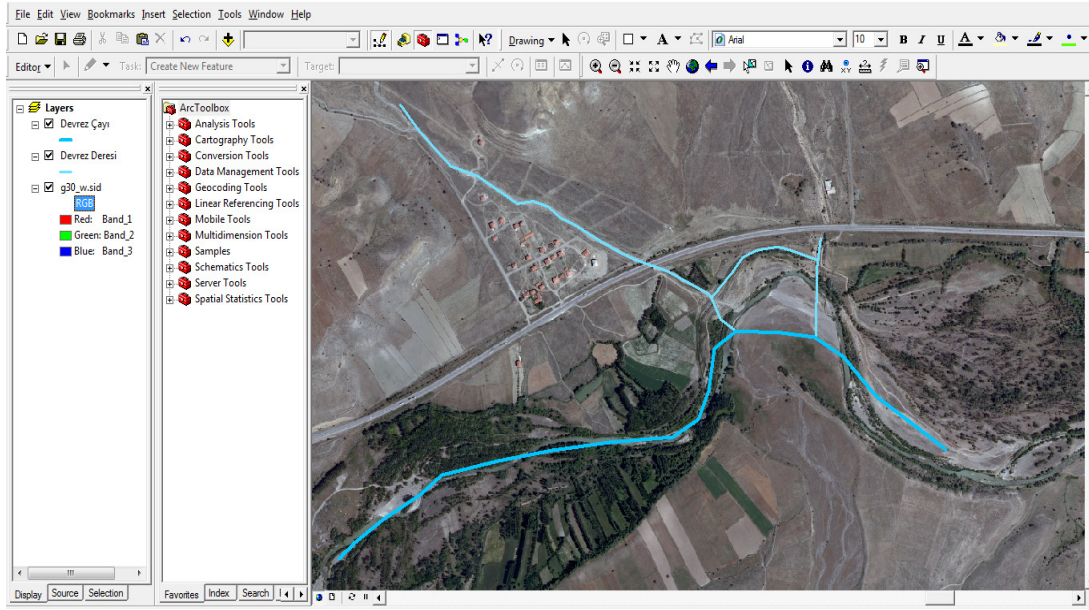 File Edit View Bookmarks Insert Selection Tools Window Help
Drawing Arial 10 B I U A
Editor Task: Create New Feature Target:
Layers
Devrez Çayı
Devrez Deresi
g30_w.sid
RGB
Red: Band_1
Green: Band_2
Blue: Band_3
Display Source Selection
ArcToolbox
Analysis Tools
Cartography Tools
Conversion Tools
Data Management Tools
Geocoding Tools
Linear Referencing Tools
Mobile Tools
Multidimension Tools
Samples
Schematics Tools
Server Tools
Spatial Statistics Tools
Favorites Index Search